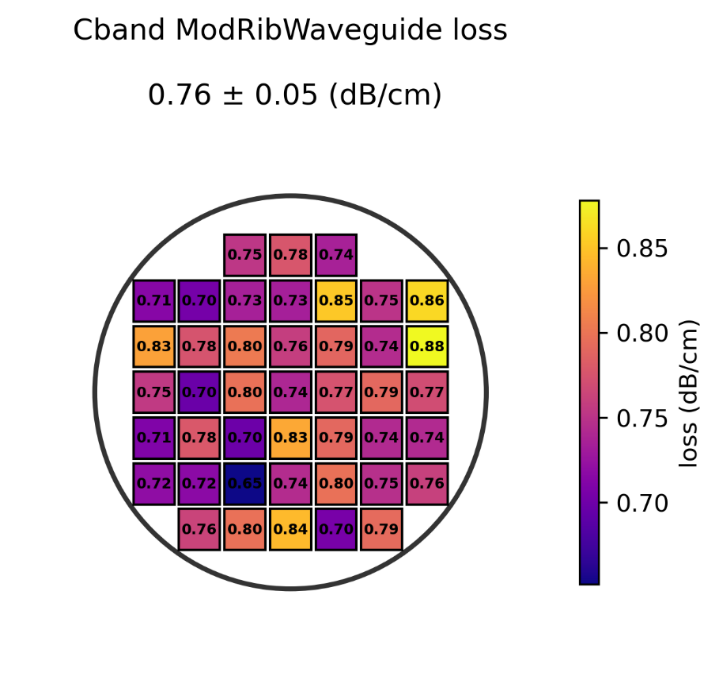 Cband ModRibWaveguide loss
0.76 ± 0.05 (dB/cm)
0.75 0.78 0.74
0.71 0.70 0.73 0.73 0.85 0.75 0.86
0.83 0.78 0.80 0.76 0.79 0.74 0.88
0.75 0.70 0.80 0.74 0.77 0.79 0.77
0.71 0.78 0.70 0.83 0.79 0.74 0.74
0.72 0.72 0.65 0.74 0.80 0.75 0.76
0.76 0.80 0.84 0.70 0.79
0.85
0.80
0.75
0.70
loss (dB/cm)